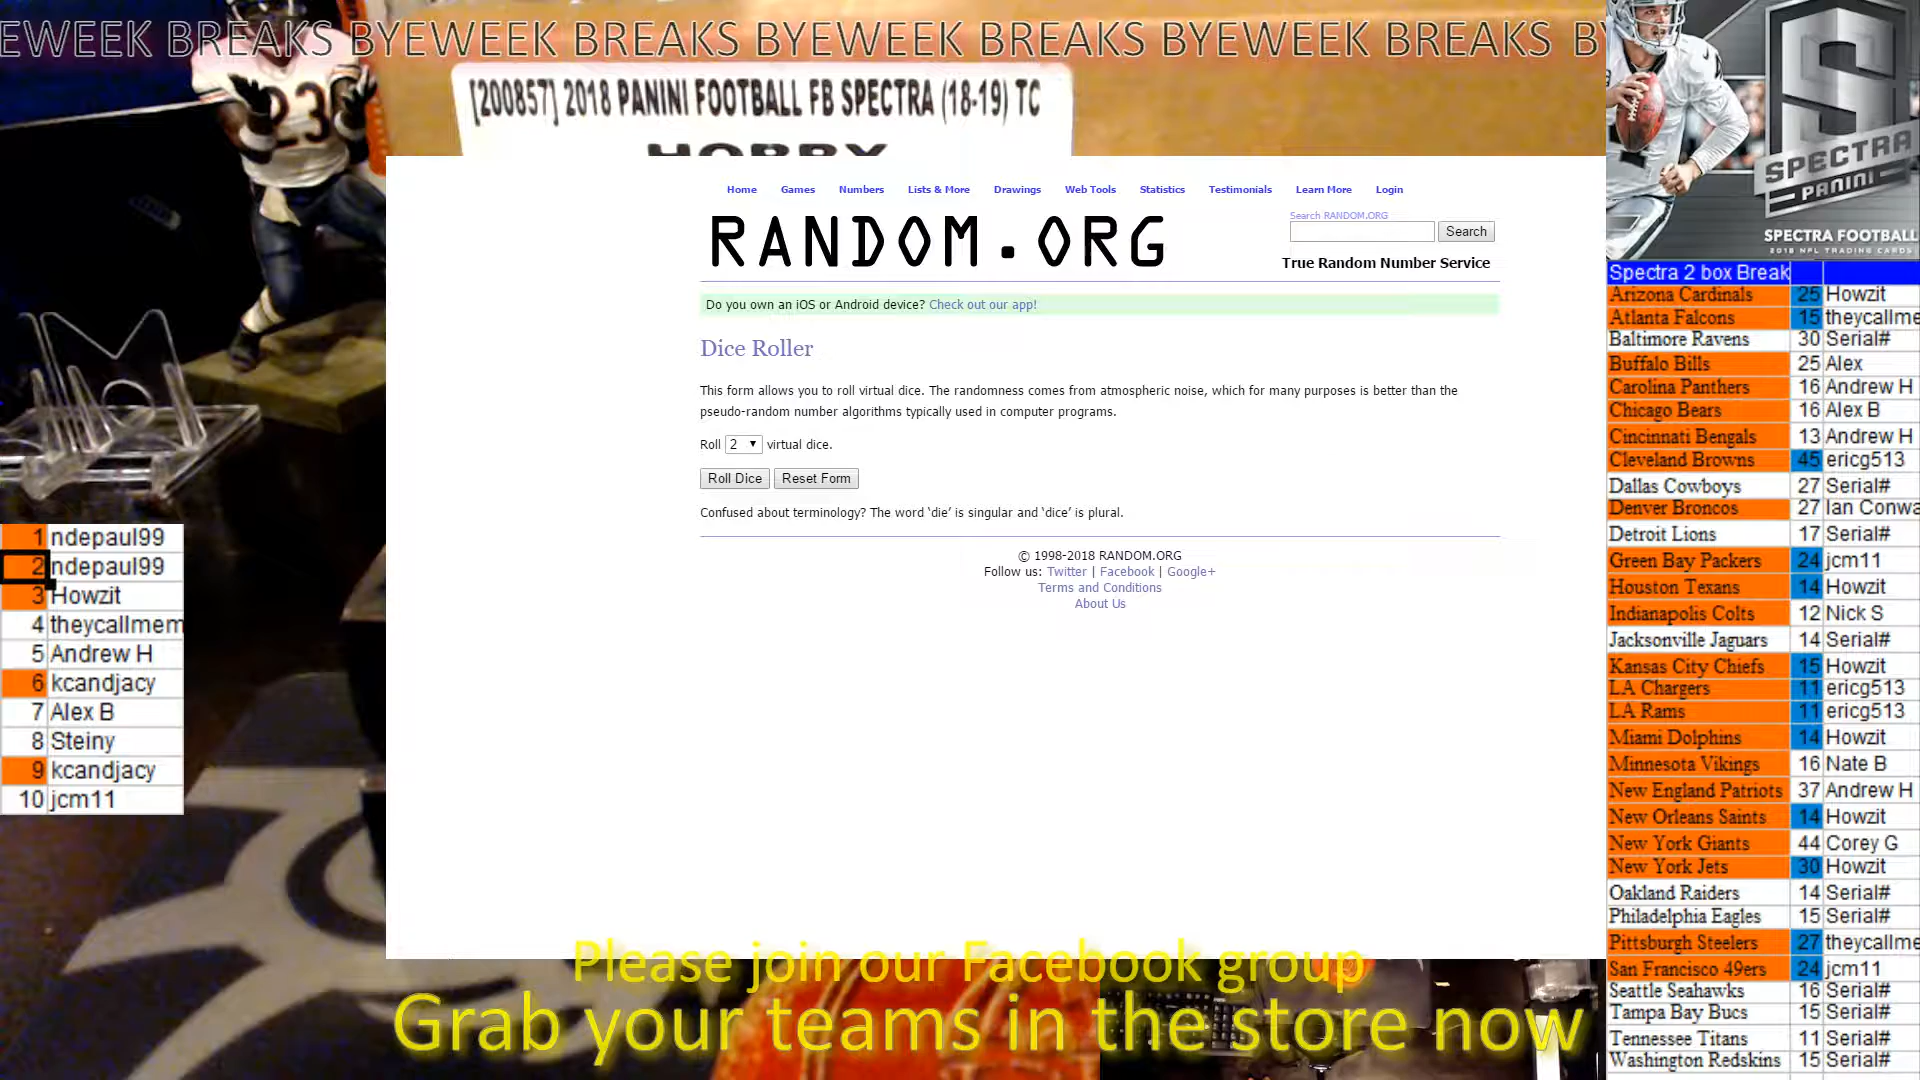 EWEEK BREAKS BYEWEEK BREAKS BYEWEEK BREAKS BYEWEEK BREAKS BY
23
[200857] 2018 PANINI FOOTBALL FB SPECTRA (18-19) TC
HOBBY
Home Games Numbers Lists & More Drawings Web Tools Statistics Testimonials Learn More Login
RANDOM.ORG
Search RANDOM.ORG
Search
True Random Number Service
Do you own an iOS or Android device? Check out our app!
Dice Roller
This form allows you to roll virtual dice. The randomness comes from atmospheric noise, which for many purposes is better than the
pseudo-random number algorithms typically used in computer programs.
Roll 2 virtual dice.
Roll Dice Reset Form
Confused about terminology? The word ‘die’ is singular and ‘dice’ is plural.
© 1998-2018 RANDOM.ORG
Follow us: Twitter | Facebook | Google+
Terms and Conditions
About Us
1 ndepaul99
2 ndepaul99
3 Howzit
4 theycallmem
5 Andrew H
6 kcandjacy
7 Alex B
8 Steiny
9 kcandjacy
10 jcm11
Please join our Facebook group
Grab your teams in the store now
S
SPECTRA
PANINI
SPECTRA FOOTBALL
2018 NFL TRADING CARDS
Spectra 2 box Break
Arizona Cardinals 25 Howzit
Atlanta Falcons 15 theycallme
Baltimore Ravens 30 Serial#
Buffalo Bills 25 Alex
Carolina Panthers 16 Andrew H
Chicago Bears 16 Alex B
Cincinnati Bengals 13 Andrew H
Cleveland Browns 45 ericg513
Dallas Cowboys 27 Serial#
Denver Broncos 27 Ian Conwa
Detroit Lions 17 Serial#
Green Bay Packers 24 jcm11
Houston Texans 14 Howzit
Indianapolis Colts 12 Nick S
Jacksonville Jaguars 14 Serial#
Kansas City Chiefs 15 Howzit
LA Chargers 11 ericg513
LA Rams 11 ericg513
Miami Dolphins 14 Howzit
Minnesota Vikings 16 Nate B
New England Patriots 37 Andrew H
New Orleans Saints 14 Howzit
New York Giants 44 Corey G
New York Jets 30 Howzit
Oakland Raiders 14 Serial#
Philadelphia Eagles 15 Serial#
Pittsburgh Steelers 27 theycallme
San Francisco 49ers 24 jcm11
Seattle Seahawks 16 Serial#
Tampa Bay Bucs 15 Serial#
Tennessee Titans 11 Serial#
Washington Redskins 15 Serial#